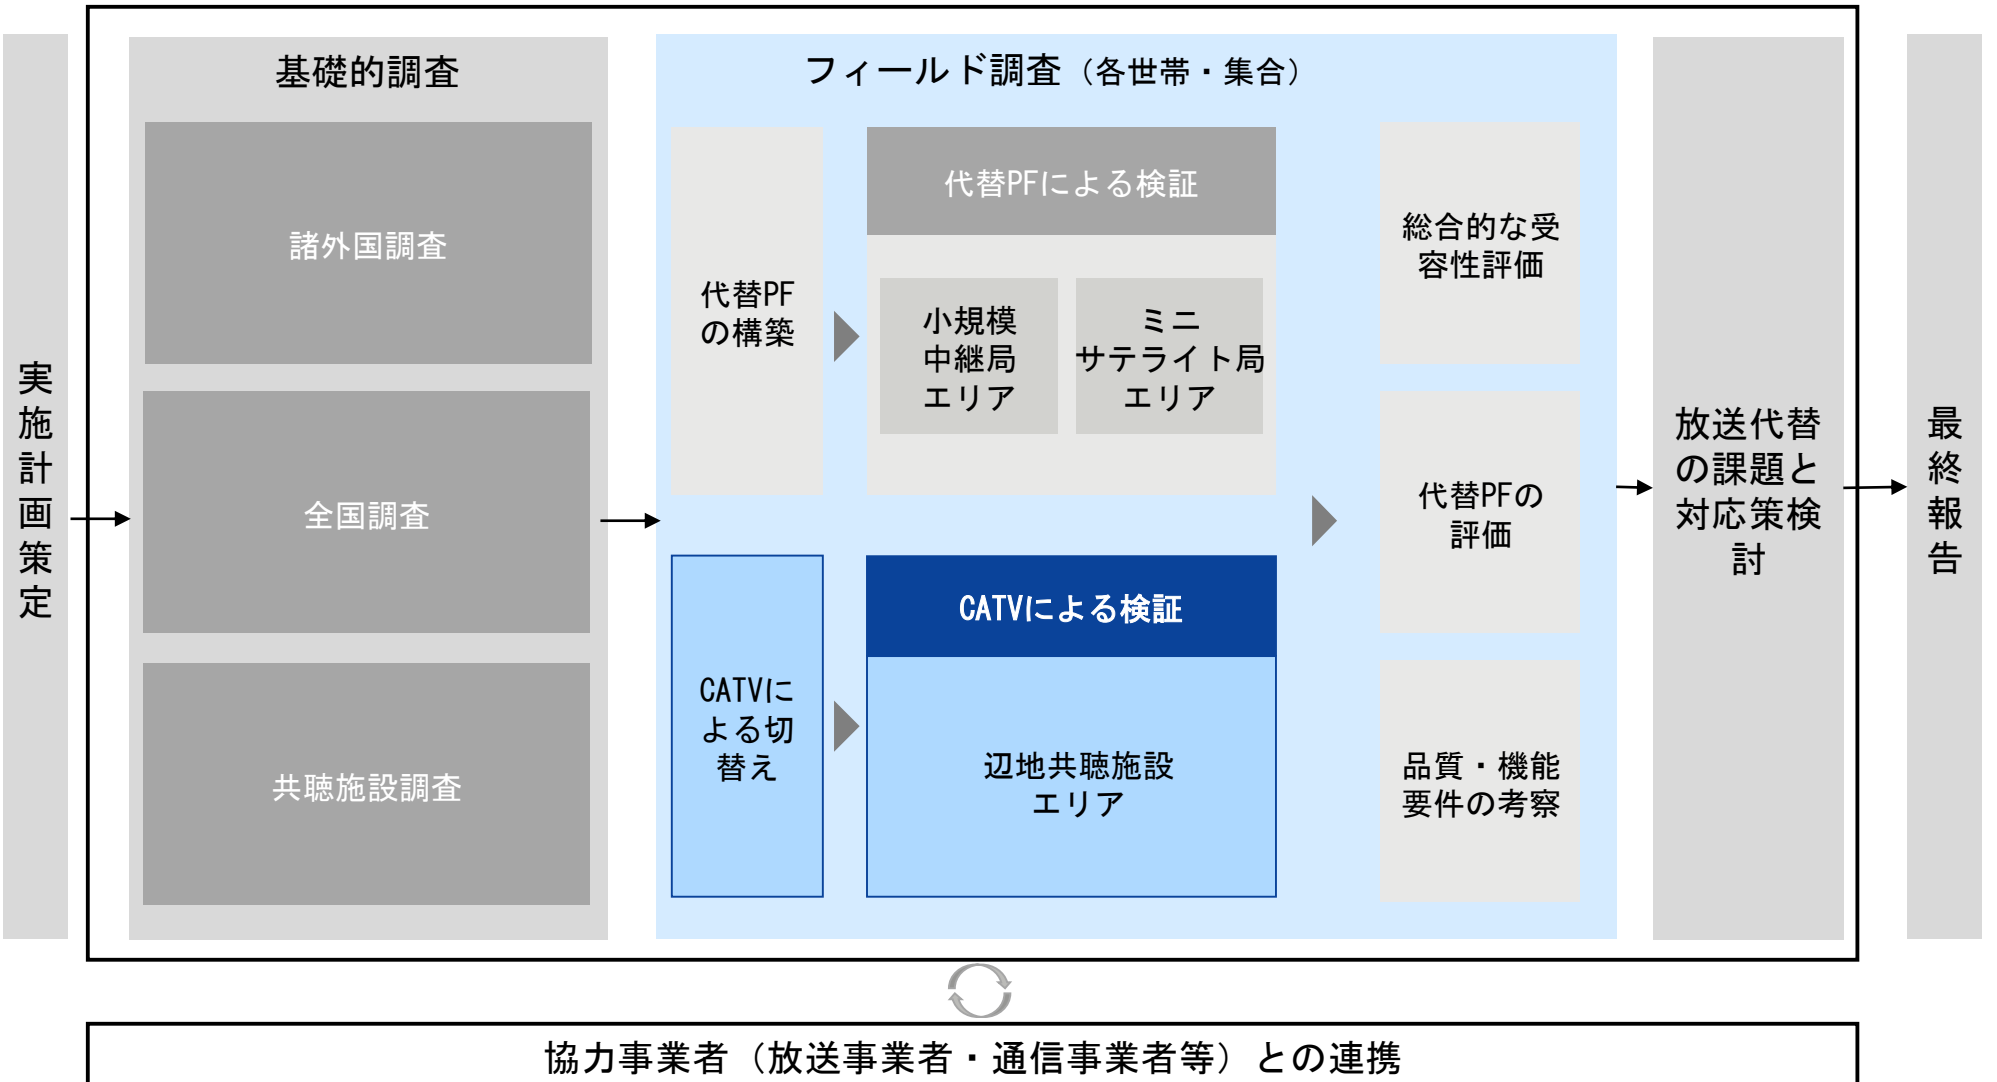 実施計画策定
基礎的調査
諸外国調査
全国調査
共聴施設調査
フィールド調査（各世帯・集合）
代替PF
の構築
代替PFによる検証
小規模
中継局
エリア
ミニ
サテライト局
エリア
CATVに
よる切
替え
CATVによる検証
辺地共聴施設
エリア
総合的な受
容性評価
代替PFの
評価
品質・機能
要件の考察
放送代替
の課題と
対応策検
討
最終報告
協力事業者（放送事業者・通信事業者等）との連携